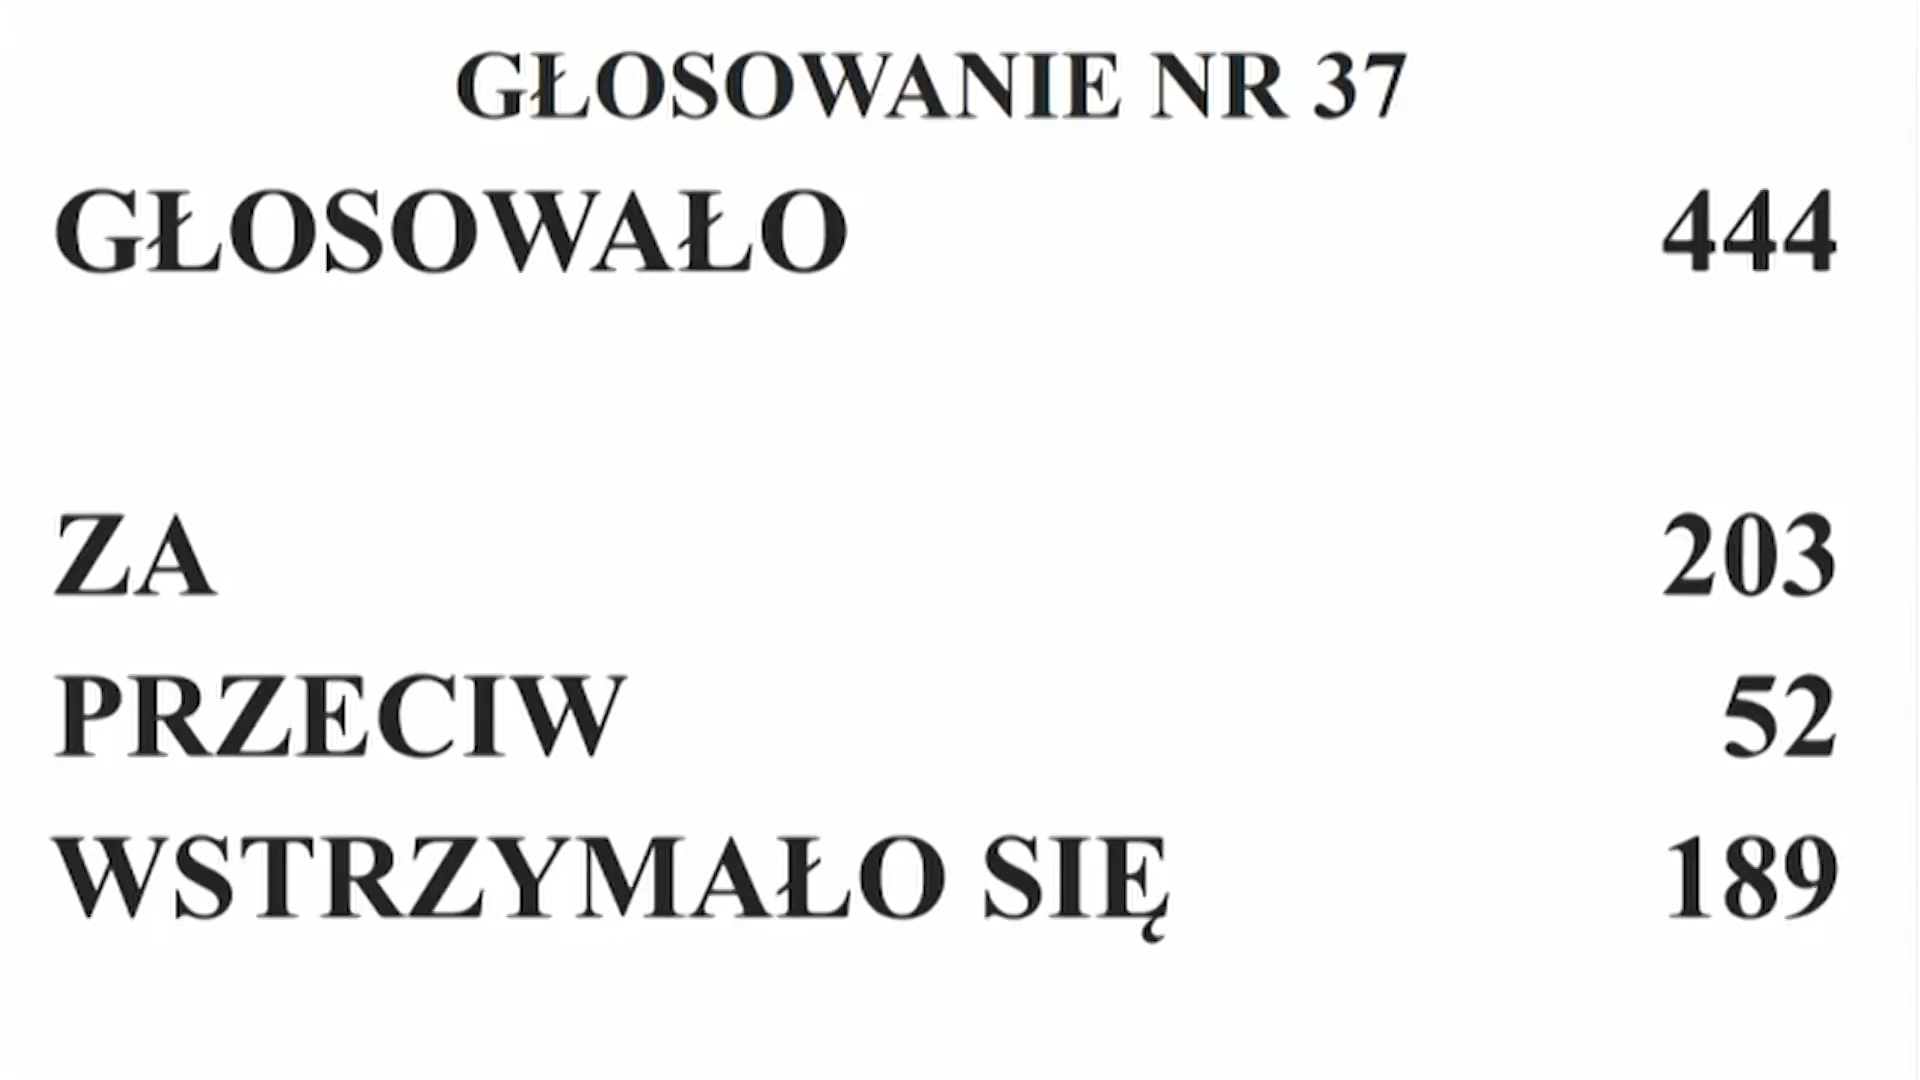 GŁOSOWANIE NR 37
GŁOSOWAŁO 444
ZA 203
PRZECIW 52
WSTRZYMAŁO SIĘ 189